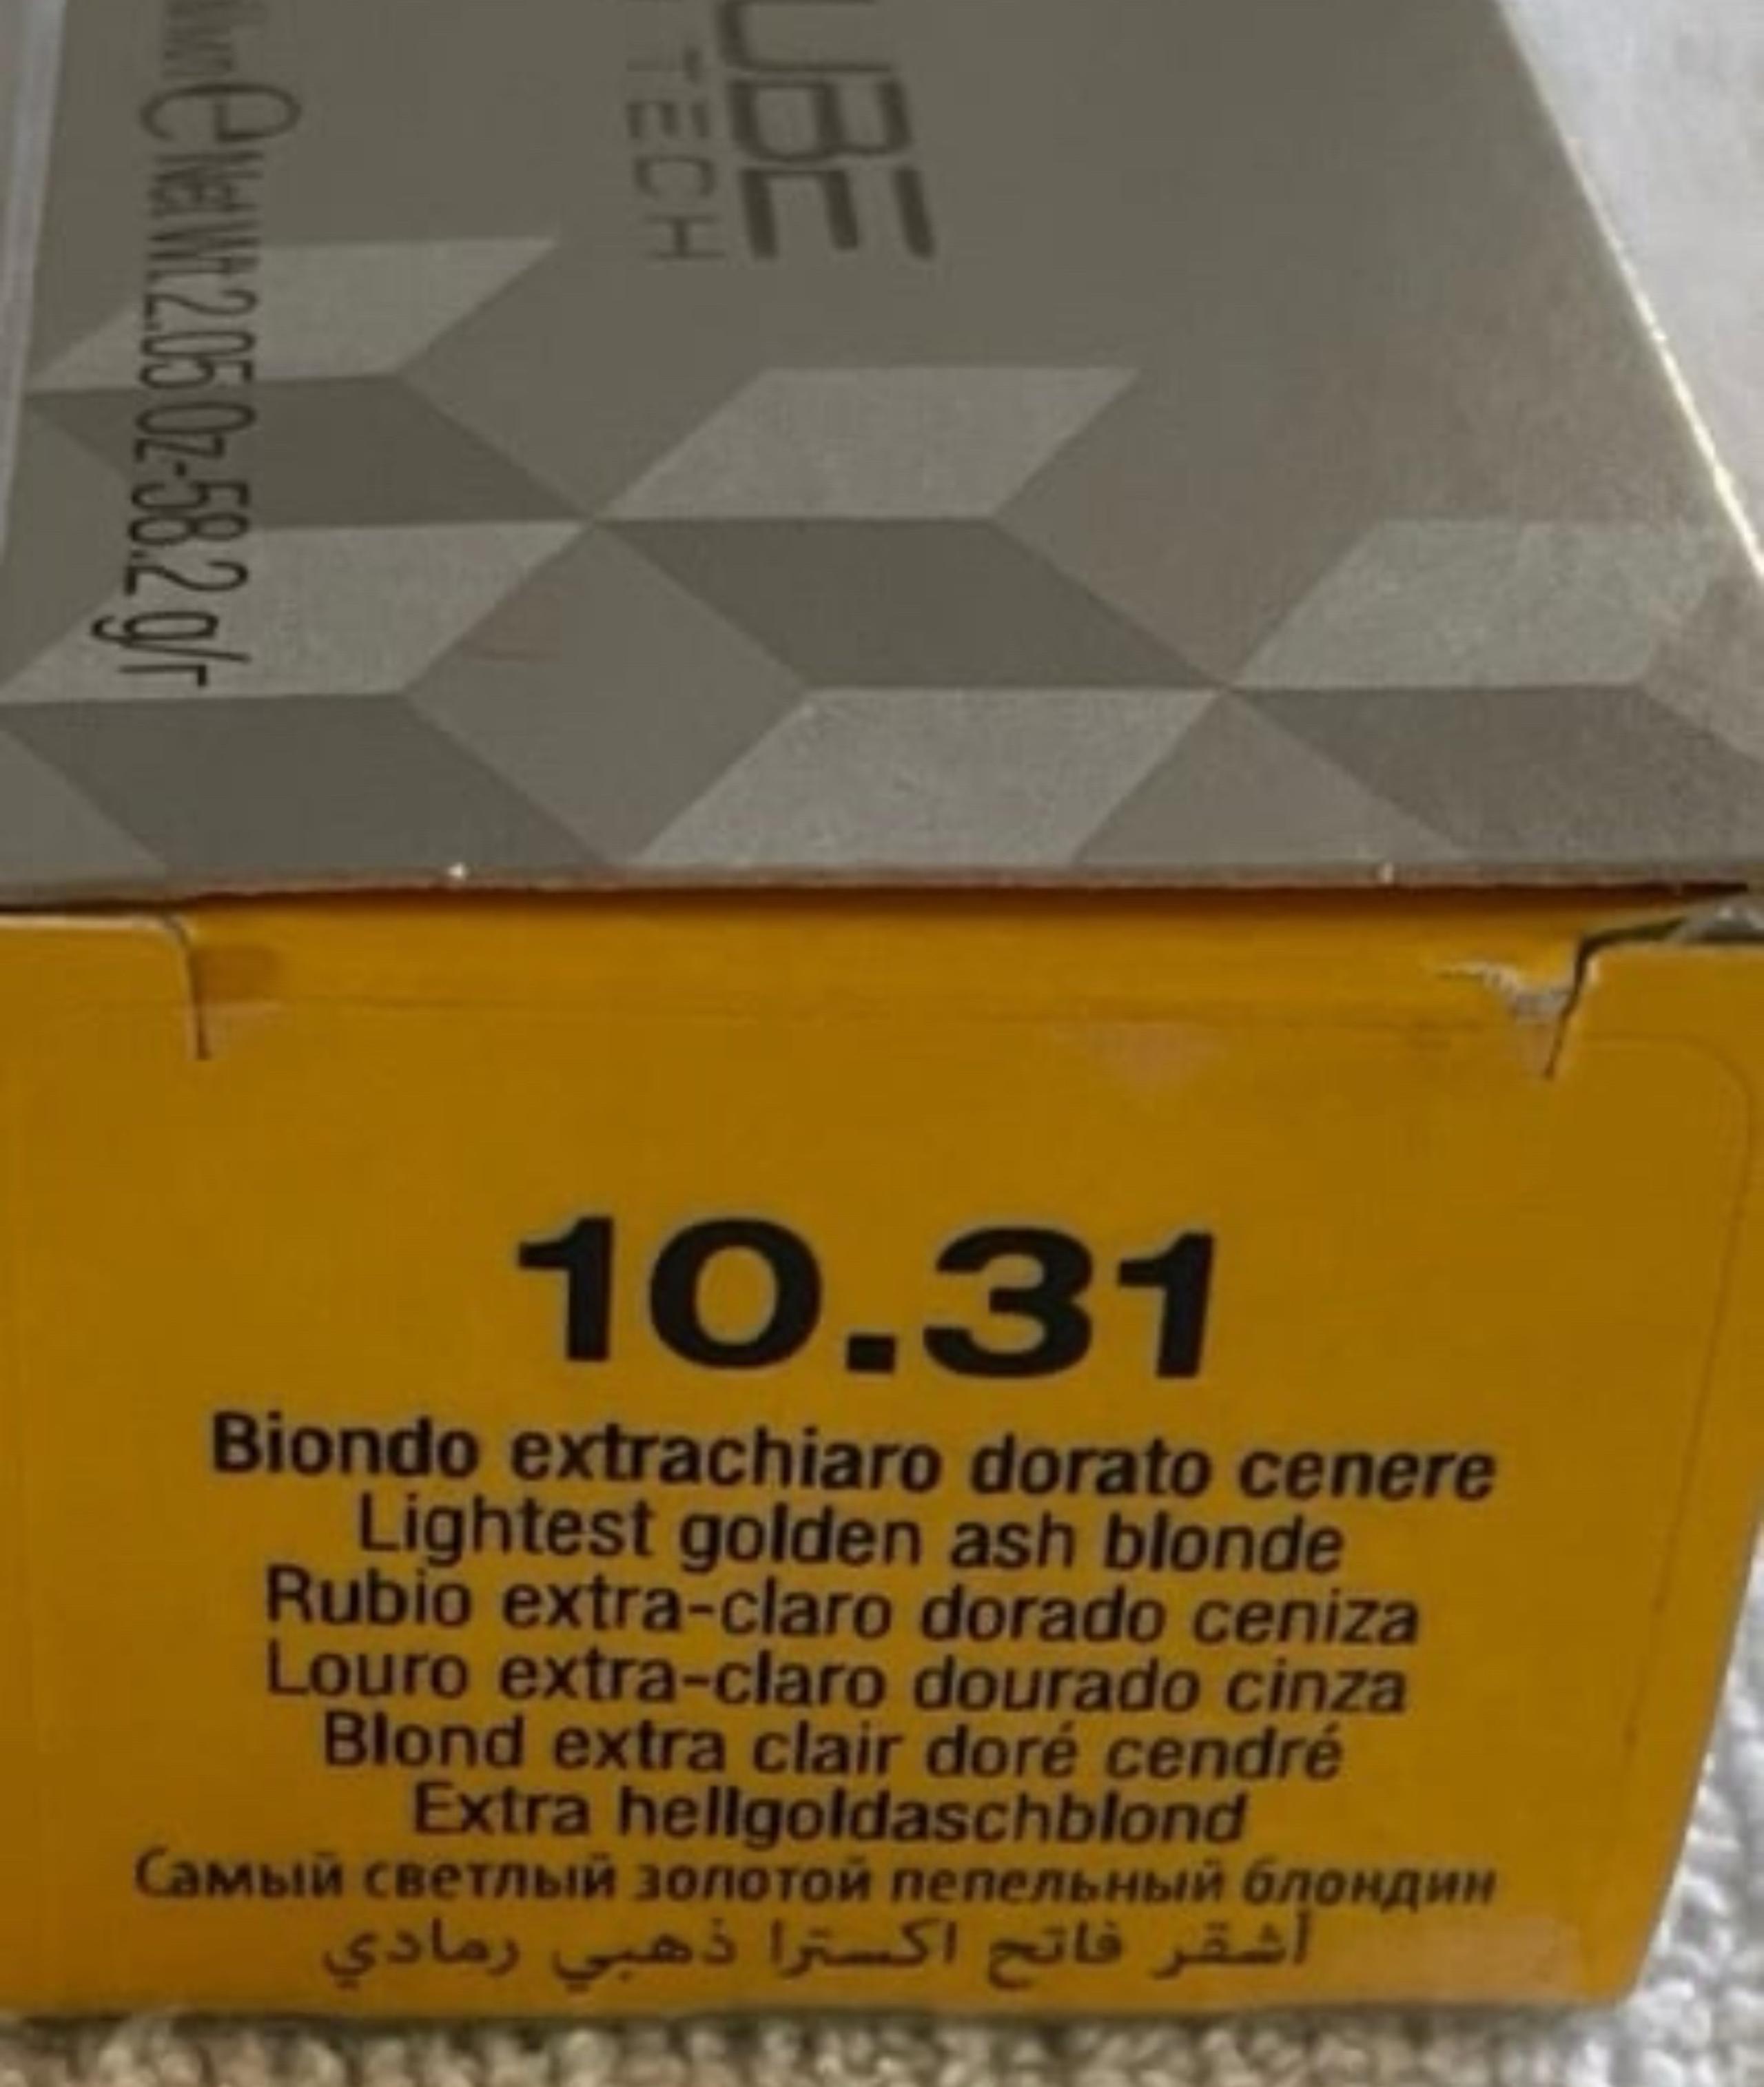 TECH
e Net Wt. 2.05 Oz-58.2 g/r
10.31
Biondo extrachiaro dorato cenere
Lightest golden ash blonde
Rubio extra-claro dorado ceniza
Louro extra-claro dourado cinza
Blond extra clair doré cendré
Extra hellgoldaschblond
Самый светлый золотой пепельный блондин
أشقر فاتح اكسترا ذهبي رمادي